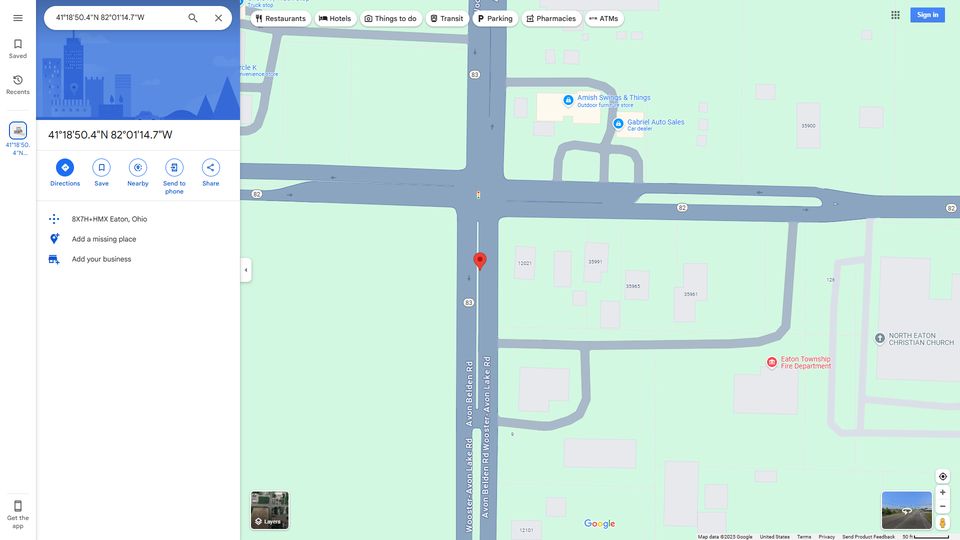 41°18'50.4"N 82°01'14.7"W
Restaurants
Hotels
Things to do
Transit
Parking
Pharmacies
ATMs
Sign in
Saved
Recents
41°18'50.
4"N...
41°18'50.4"N 82°01'14.7"W
Directions
Save
Nearby
Send to
phone
Share
8X7H+HMX Eaton, Ohio
Add a missing place
Add your business
Get the
app
Truck stop
rcle K
nvenience store
83
Amish Swings & Things
Outdoor furniture store
Gabriel Auto Sales
Car dealer
35900
82
82
82
12021
35991
35965
35961
126
83
NORTH EATON
CHRISTIAN CHURCH
Eaton Township
Fire Department
Avon Belden Rd
Wooster-Avon Lake Rd
Wooster-Avon Lake Rd
Avon Belden Rd
12101
Layers
Google
Map data ©2025 Google
United States
Terms
Privacy
Send Product Feedback
50 ft